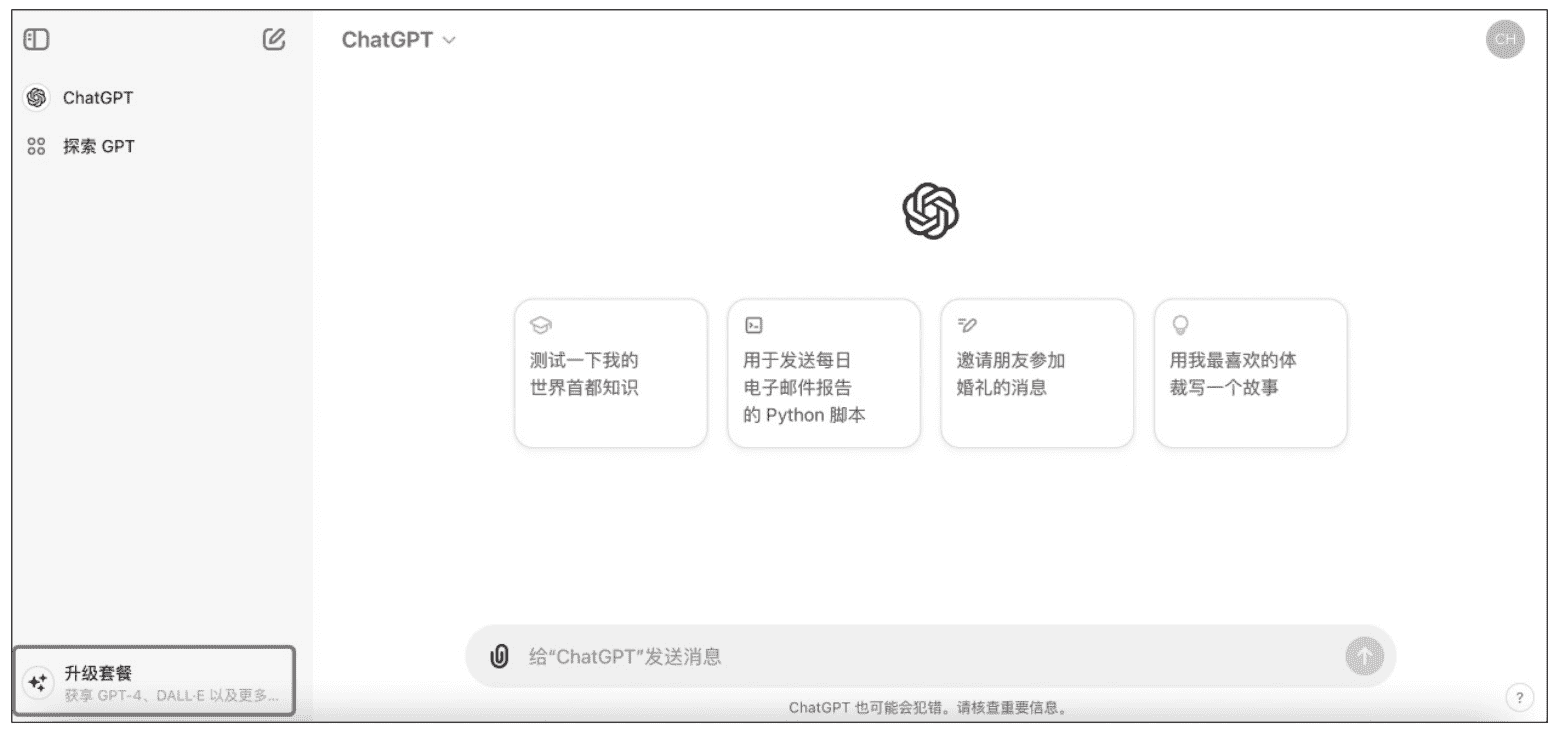 ChatGPT
CH
ChatGPT
探索 GPT
测试一下我的
世界首都知识
用于发送每日
电子邮件报告
的 Python 脚本
邀请朋友参加
婚礼的消息
用我最喜欢的体
裁写一个故事
升级套餐
获享 GPT-4、DALL·E 以及更多...
给“ChatGPT”发送消息
ChatGPT 也可能会犯错。请核查重要信息。
?